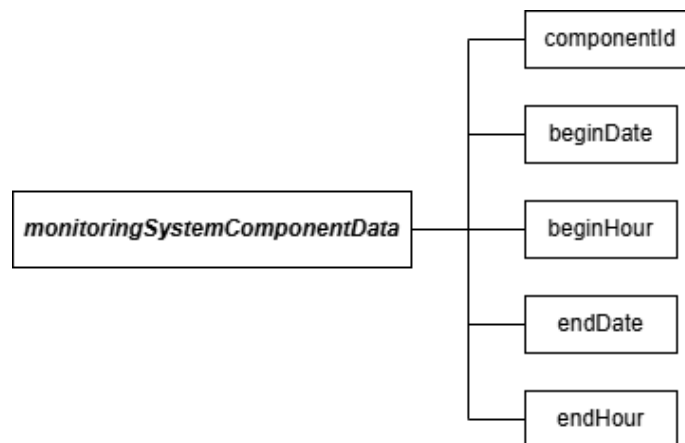 componentId
beginDate
monitoringSystemComponentData
beginHour
endDate
endHour